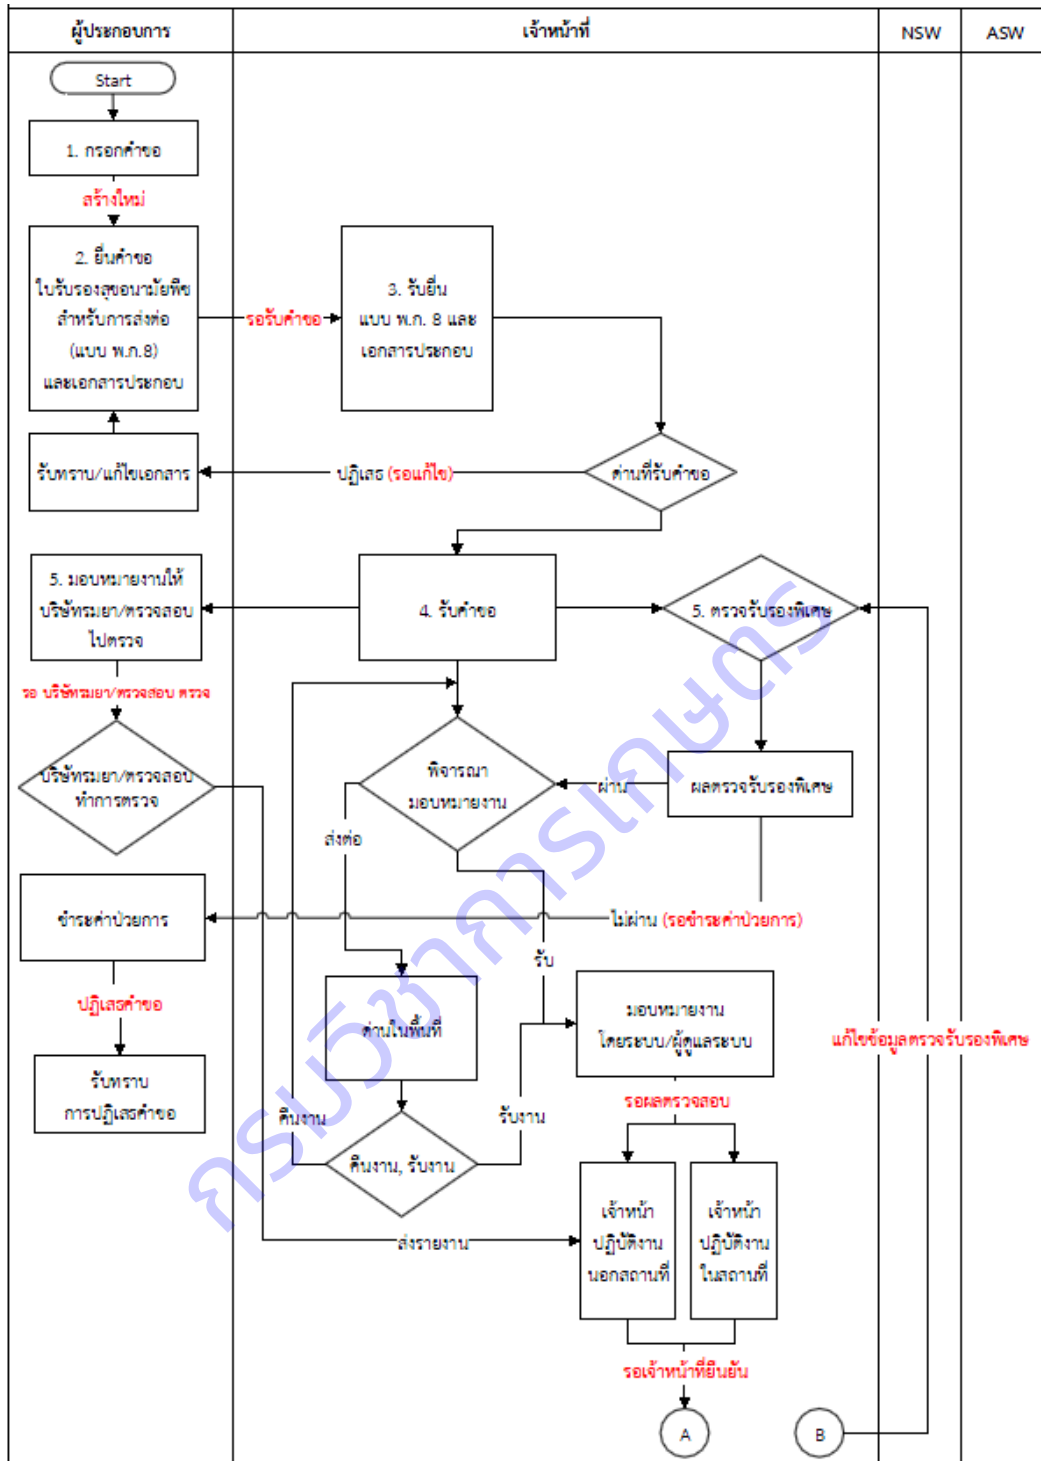 ผู้ประกอบการ
เจ้าหน้าที่
NSW
ASW
Start
1. กรอกคำขอ
สร้างใหม่
2. ยื่นคำขอ
ใบรับรองสุขอนามัยพืช
สำหรับการส่งต่อ
(แบบ พ.ก.8)
และเอกสารประกอบ
รอรับคำขอ
3. รับยื่น
แบบ พ.ก. 8 และ
เอกสารประกอบ
รับทราบ/แก้ไขเอกสาร
ปฏิเสธ (รอแก้ไข)
ด่านที่รับคำขอ
5. มอบหมายงานให้
บริษัทรมยา/ตรวจสอบ
ไปตรวจ
4. รับคำขอ
5. ตรวจรับรองพิเศษ
รอ บริษัทรมยา/ตรวจสอบ ตรวจ
บริษัทรมยา/ตรวจสอบ
ทำการตรวจ
พิจารณา
มอบหมายงาน
ผ่าน
ผลตรวจรับรองพิเศษ
ส่งต่อ
ชำระค่าป่วยการ
ไม่ผ่าน (รอชำระค่าป่วยการ)
รับ
ปฏิเสธคำขอ
ด่านในพื้นที่
มอบหมายงาน
โดยระบบ/ผู้ดูแลระบบ
แก้ไขข้อมูลตรวจรับรองพิเศษ
รับทราบ
การปฏิเสธคำขอ
คืนงาน
รับงาน
รอผลตรวจสอบ
คืนงาน, รับงาน
ส่งรายงาน
เจ้าหน้า
ปฏิบัติงาน
นอกสถานที่
เจ้าหน้า
ปฏิบัติงาน
ในสถานที่
รอเจ้าหน้าที่ยืนยัน
A
B
กรมวิชาการเกษตร